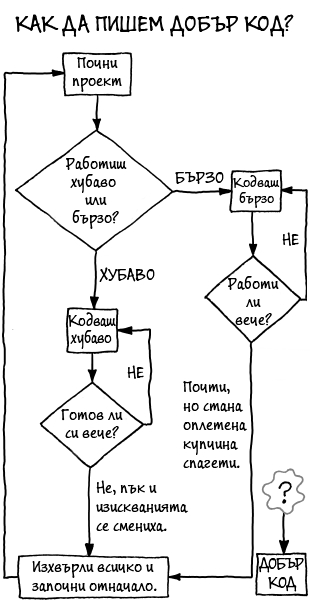 КАК ДА ПИШЕМ ДОБЪР КОД?
Почни
проект
Работиш
хубаво
или
бързо?
БЪРЗО
Кодваш
бързо
НЕ
Работи
ли
вече?
ХУБАВО
Кодваш
хубаво
НЕ
Готов ли
си вече?
Почти,
но стана
оплетена
купчина
спагети.
Не, пък и
изискванията
се смениха.
?
ДОБЪР
КОД
Изхвърли всичко и
започни отначало.